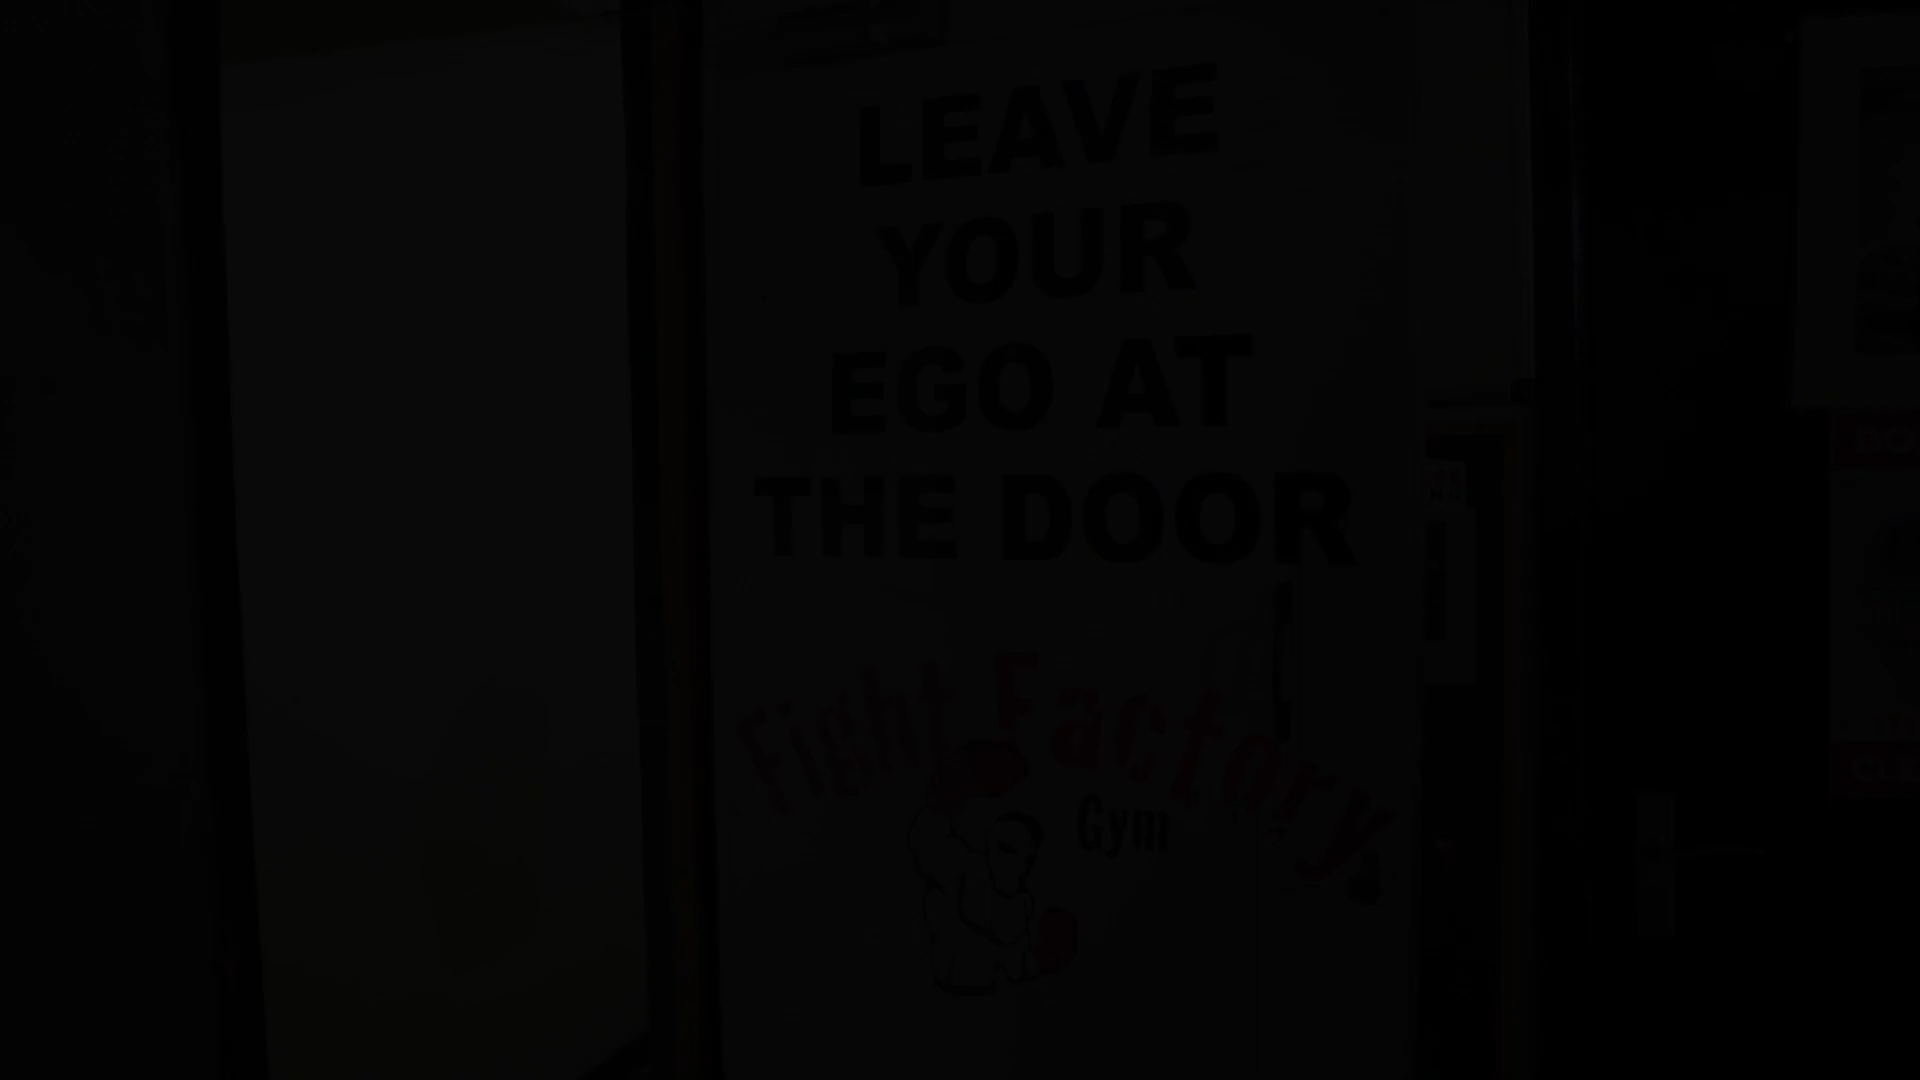 LEAVE
YOUR
EGO AT
THE DOOR
Fight Factory
Gym